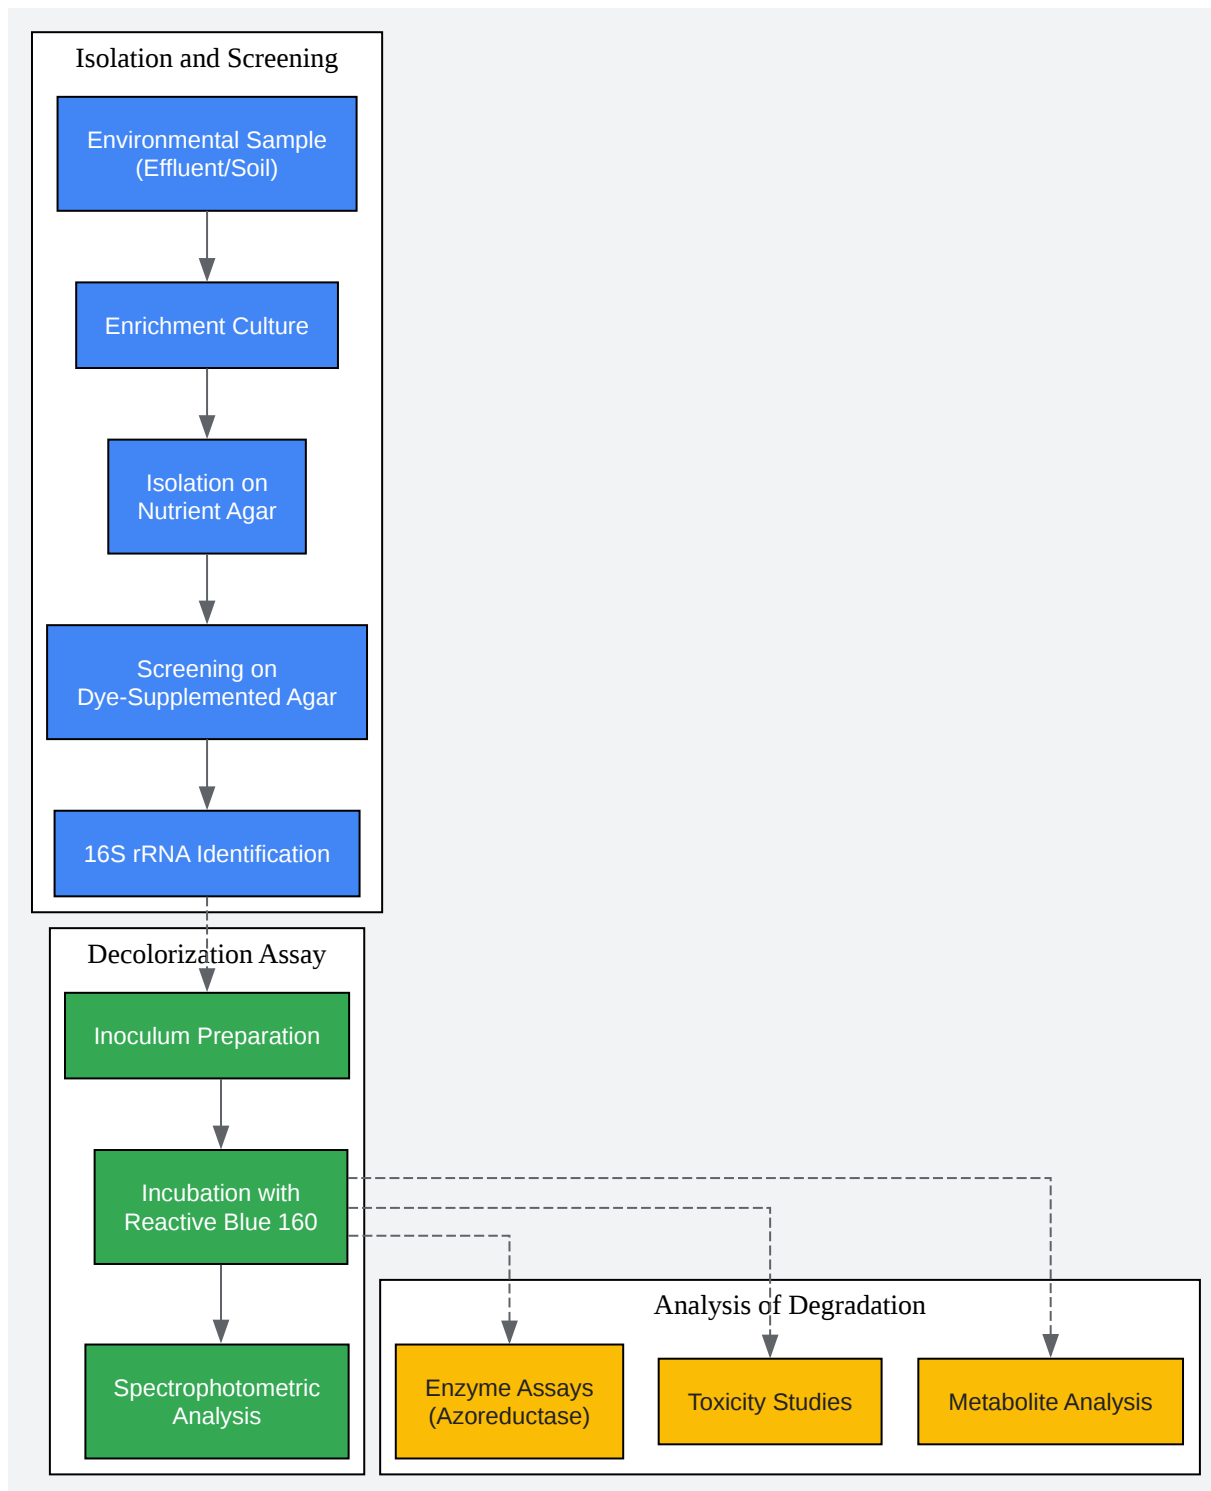 Isolation and Screening
Environmental Sample
(Effluent/Soil)
Enrichment Culture
Isolation on
Nutrient Agar
Screening on
Dye-Supplemented Agar
16S rRNA Identification
Decolorization Assay
Inoculum Preparation
Incubation with
Reactive Blue 160
Spectrophotometric
Analysis
Analysis of Degradation
Enzyme Assays
(Azoreductase)
Toxicity Studies
Metabolite Analysis